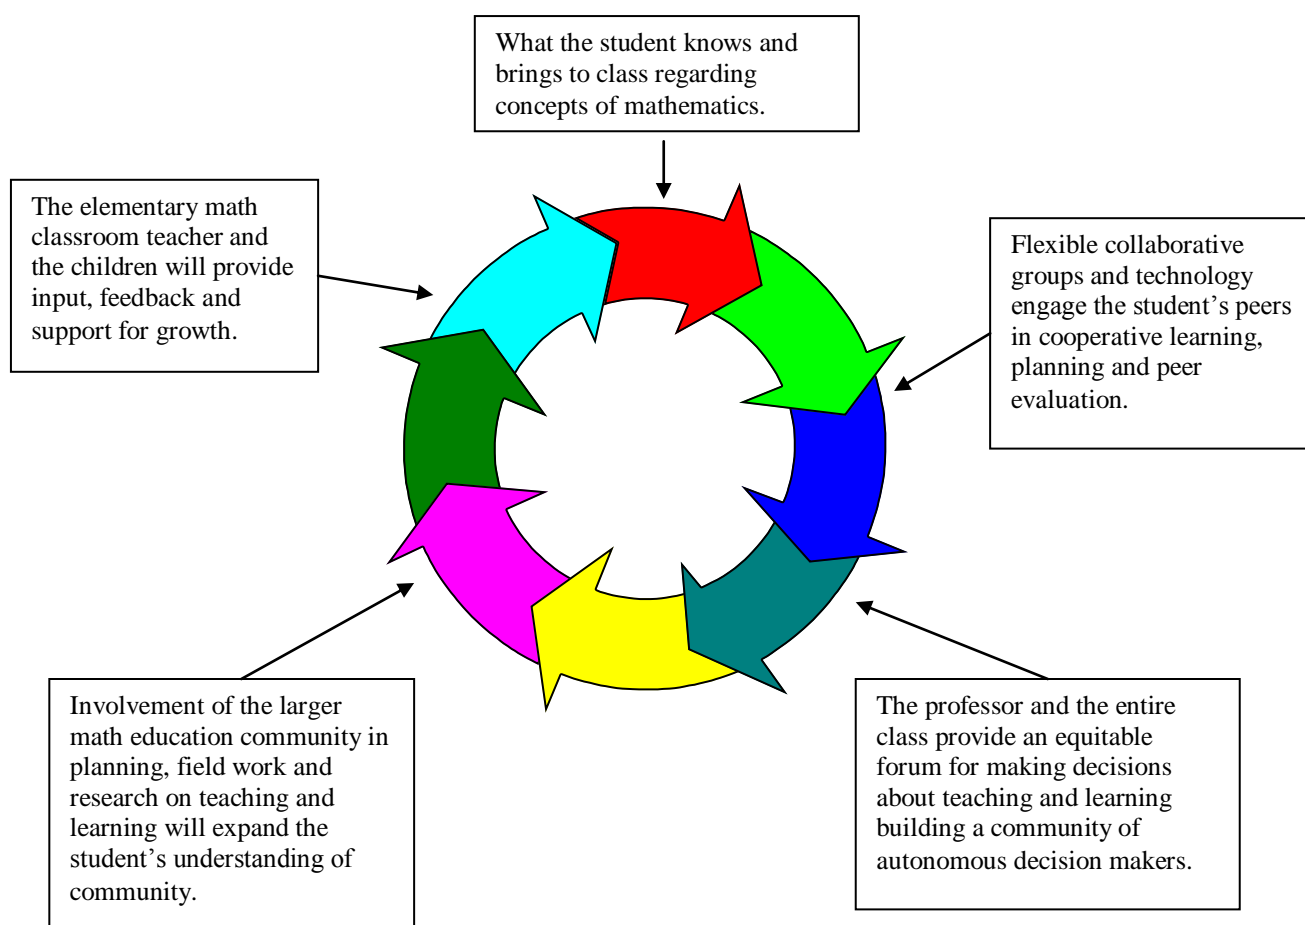 What the student knows and
brings to class regarding
concepts of mathematics.
The elementary math
classroom teacher and
the children will provide
input, feedback and
support for growth.
Flexible collaborative
groups and technology
engage the student’s peers
in cooperative learning,
planning and peer
evaluation.
Involvement of the larger
math education community in
planning, field work and
research on teaching and
learning will expand the
student’s understanding of
community.
The professor and the entire
class provide an equitable
forum for making decisions
about teaching and learning
building a community of
autonomous decision makers.